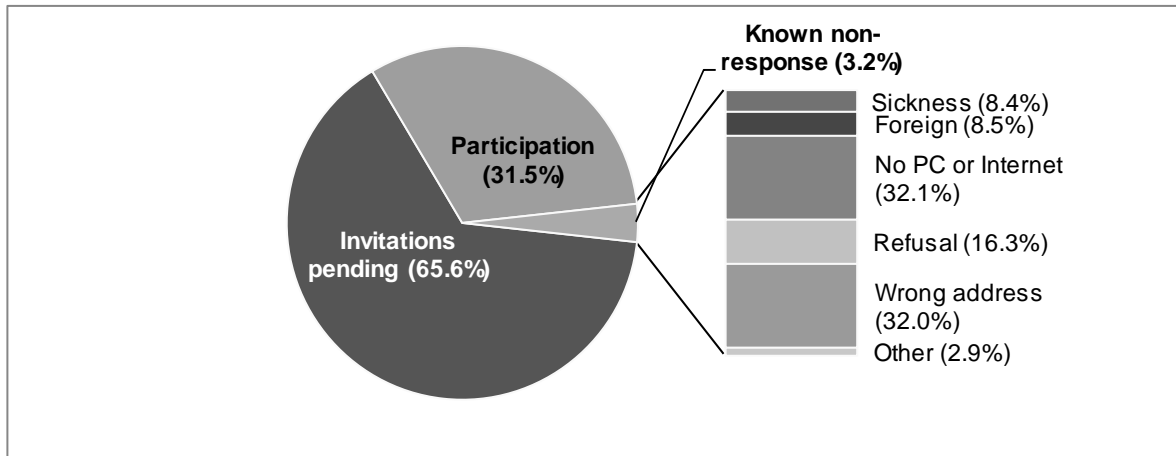 Known non-
response (3.2%)
Participation
(31.5%)
Invitations
pending (65.6%)
Sickness (8.4%)
Foreign (8.5%)
No PC or Internet
(32.1%)
Refusal (16.3%)
Wrong address
(32.0%)
Other (2.9%)